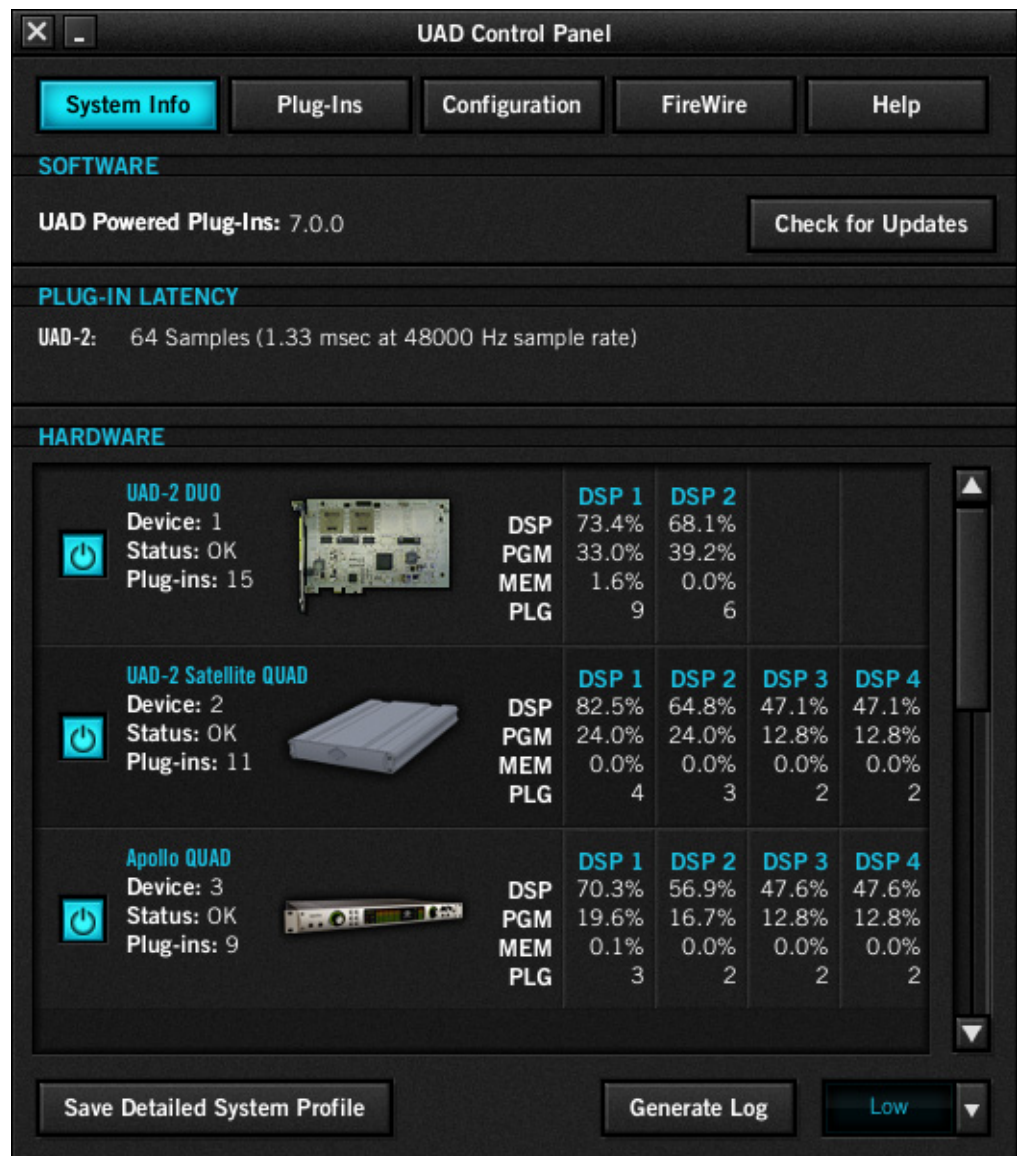 UAD Control Panel
System Info Plug-Ins Configuration FireWire Help
SOFTWARE
UAD Powered Plug-Ins: 7.0.0 Check for Updates
PLUG-IN LATENCY
UAD-2: 64 Samples (1.33 msec at 48000 Hz sample rate)
HARDWARE
UAD-2 DUO
Device: 1
Status: OK
Plug-ins: 15
DSP 1 DSP 2
DSP 73.4% 68.1%
PGM 33.0% 39.2%
MEM 1.6% 0.0%
PLG 9 6
UAD-2 Satellite QUAD
Device: 2
Status: OK
Plug-ins: 11
DSP 1 DSP 2 DSP 3 DSP 4
DSP 82.5% 64.8% 47.1% 47.1%
PGM 24.0% 24.0% 12.8% 12.8%
MEM 0.0% 0.0% 0.0% 0.0%
PLG 4 3 2 2
Apollo QUAD
Device: 3
Status: OK
Plug-ins: 9
DSP 1 DSP 2 DSP 3 DSP 4
DSP 70.3% 56.9% 47.6% 47.6%
PGM 19.6% 16.7% 12.8% 12.8%
MEM 0.1% 0.0% 0.0% 0.0%
PLG 3 2 2 2
Save Detailed System Profile Generate Log Low